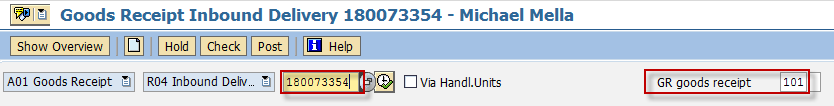 Goods Receipt Inbound Delivery 180073354 - Michael Mella
Show Overview Hold Check Post Help
A01 Goods Receipt R04 Inbound Deliv... 180073354 Via Handl.Units GR goods receipt 101